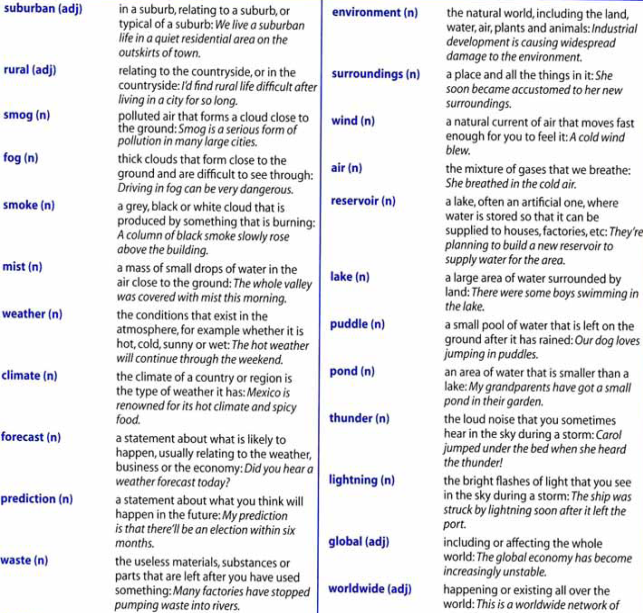 suburban (adj) in a suburb, relating to a suburb, or
typical of a suburb: We live a suburban
life in a quiet residential area on the
outskirts of town.
rural (adj) relating to the countryside, or in the
countryside: I'd find rural life difficult after
living in a city for so long.
smog (n) polluted air that forms a cloud close to
the ground: Smog is a serious form of
pollution in many large cities.
fog (n) thick clouds that form close to the
ground and are difficult to see through:
Driving in fog can be very dangerous.
smoke (n) a grey, black or white cloud that is
produced by something that is burning:
A column of black smoke slowly rose
above the building.
mist (n) a mass of small drops of water in the
air close to the ground: The whole valley
was covered with mist this morning.
weather (n) the conditions that exist in the
atmosphere, for example whether it is
hot, cold, sunny or wet: The hot weather
will continue through the weekend.
climate (n) the climate of a country or region is
the type of weather it has: Mexico is
renowned for its hot climate and spicy
food.
forecast (n) a statement about what is likely to
happen, usually relating to the weather,
business or the economy: Did you hear a
weather forecast today?
prediction (n) a statement about what you think will
happen in the future: My prediction
is that there'll be an election within six
months.
waste (n) the useless materials, substances or
parts that are left after you have used
something: Many factories have stopped
pumping waste into rivers.
environment (n) the natural world, including the land,
water, air, plants and animals: Industrial
development is causing widespread
damage to the environment.
surroundings (n) a place and all the things in it: She
soon became accustomed to her new
surroundings.
wind (n) a natural current of air that moves fast
enough for you to feel it: A cold wind
blew.
air (n) the mixture of gases that we breathe:
She breathed in the cold air.
reservoir (n) a lake, often an artificial one, where
water is stored so that it can be
supplied to houses, factories, etc: They're
planning to build a new reservoir to
supply water for the area.
lake (n) a large area of water surrounded by
land: There were some boys swimming in
the lake.
puddle (n) a small pool of water that is left on the
ground after it has rained: Our dog loves
jumping in puddles.
pond (n) an area of water that is smaller than a
lake: My grandparents have got a small
pond in their garden.
thunder (n) the loud noise that you sometimes
hear in the sky during a storm: Carol
jumped under the bed when she heard
the thunder!
lightning (n) the bright flashes of light that you see
in the sky during a storm: The ship was
struck by lightning soon after it left the
port.
global (adj) including or affecting the whole
world: The global economy has become
increasingly unstable.
worldwide (adj) happening or existing all over the
world: This is a worldwide network of